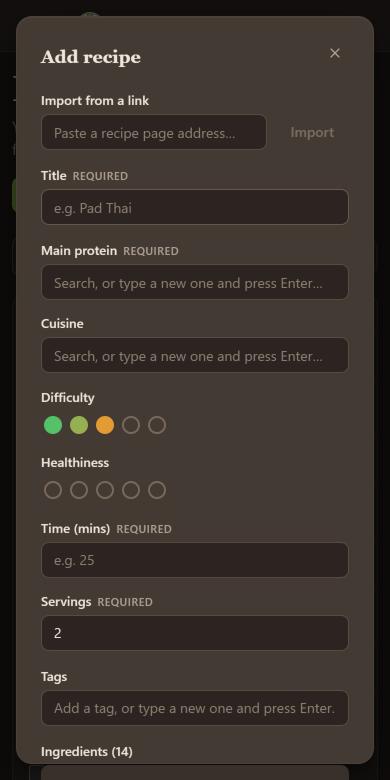 Add recipe
×
Import from a link
Paste a recipe page address...
Import
Title REQUIRED
e.g. Pad Thai
Main protein REQUIRED
Search, or type a new one and press Enter...
Cuisine
Search, or type a new one and press Enter...
Difficulty
Healthiness
Time (mins) REQUIRED
e.g. 25
Servings REQUIRED
2
Tags
Add a tag, or type a new one and press Enter.
Ingredients (14)